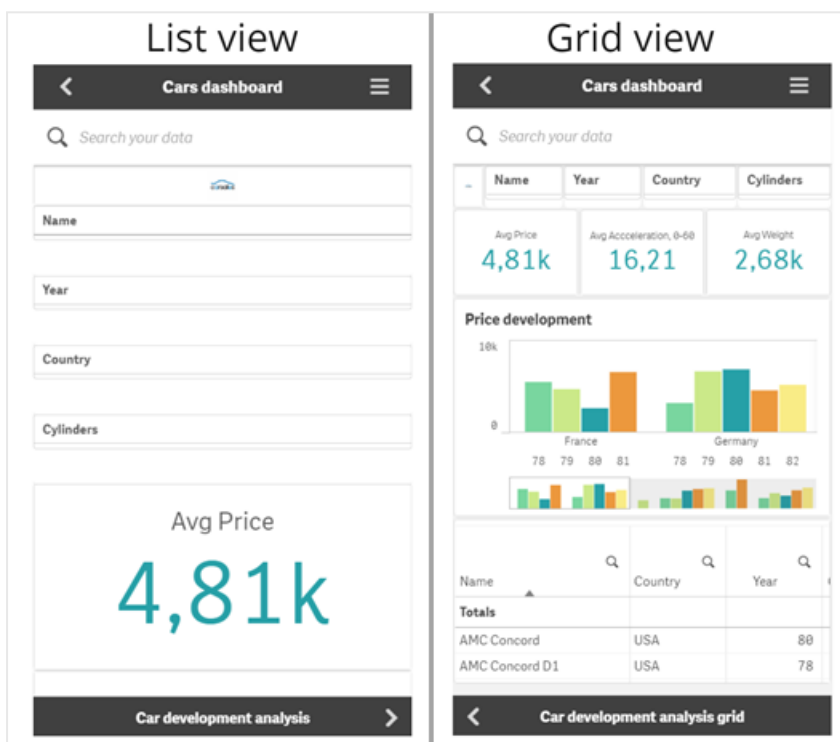 List view
Cars dashboard
Search your data
Name
Year
Country
Cylinders
Avg Price
4,81k
Car development analysis
Grid view
Cars dashboard
Search your data
Name Year Country Cylinders
Avg Price Avg Accceleration, 0-60 Avg Weight
4,81k 16,21 2,68k
Price development
10k
0
France Germany
78 79 80 81 78 79 80 81 82
Name Country Year
Totals
AMC Concord USA 80
AMC Concord D1 USA 78
Car development analysis grid